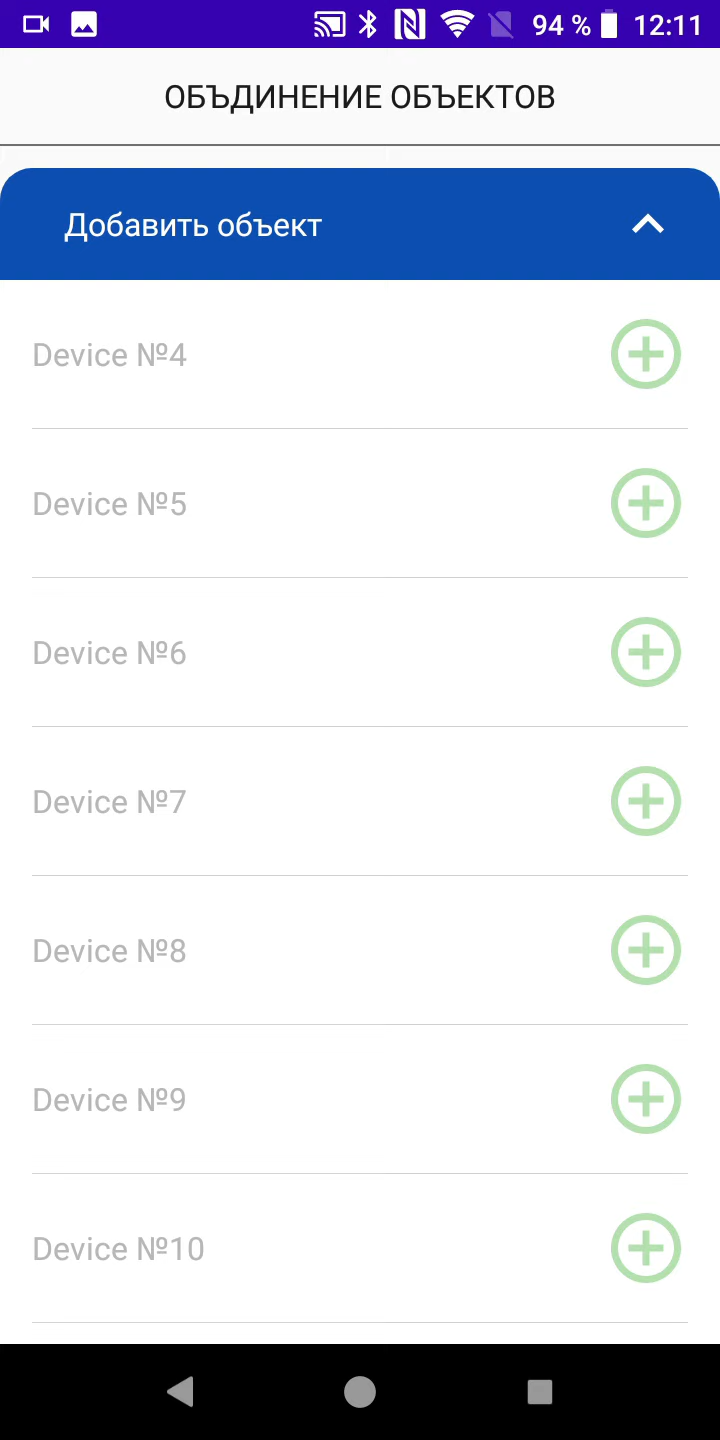 94 % 12:11
ОБЪДИНЕНИЕ ОБЪЕКТОВ
Добавить объект
Device №4
Device №5
Device №6
Device №7
Device №8
Device №9
Device №10